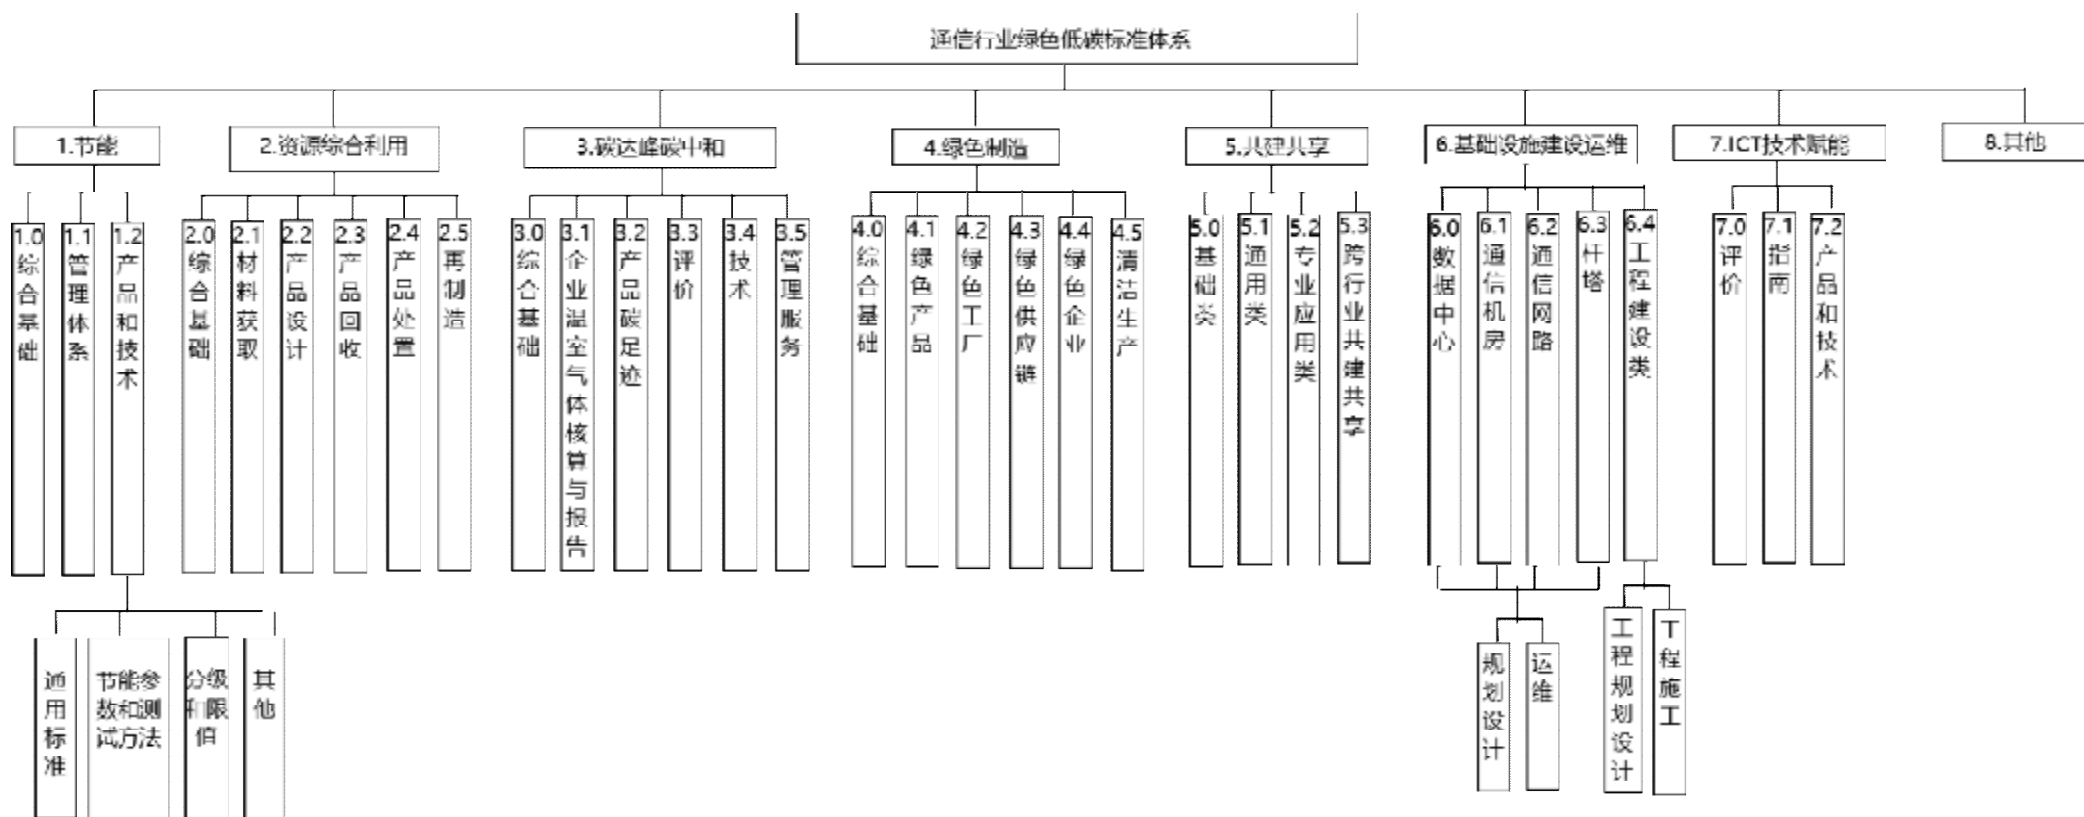 通信行业绿色低碳标准体系
1.节能
2.资源综合利用
3.碳达峰碳中和
4.绿色制造
5.共建共享
6.基础设施建设运维
7.ICT技术赋能
8.其他
1.0综合基础
1.1管理体系
1.2产品和技术
2.0综合基础
2.1材料获取
2.2产品设计
2.3产品回收
2.4产品处置
2.5再制造
3.0综合基础
3.1企业温室气体核算与报告
3.2产品碳足迹
3.3评价
3.4技术
3.5管理服务
4.0综合基础
4.1绿色产品
4.2绿色工厂
4.3绿色供应链
4.4绿色企业
4.5清洁生产
5.0基础类
5.1通用类
5.2专业应用类
5.3跨行业共建共享
6.0数据中心
6.1通信机房
6.2通信网路
6.3杆塔
6.4工程建设类
7.0评价
7.1指南
7.2产品和技术
通用标准
节能参
数和测
试方法
分级
和限
值
其他
规划设计
运维
工程规划设计
工程施工